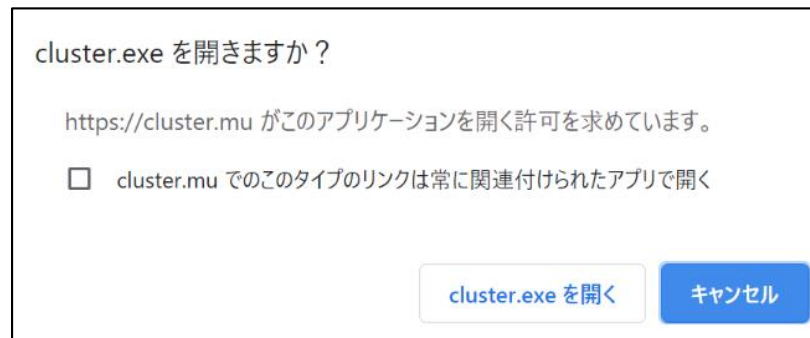 cluster.exe を開きますか？
https://cluster.mu がこのアプリケーションを開く許可を求めています。
cluster.mu でのこのタイプのリンクは常に関連付けられたアプリで開く
cluster.exe を開く
キャンセル